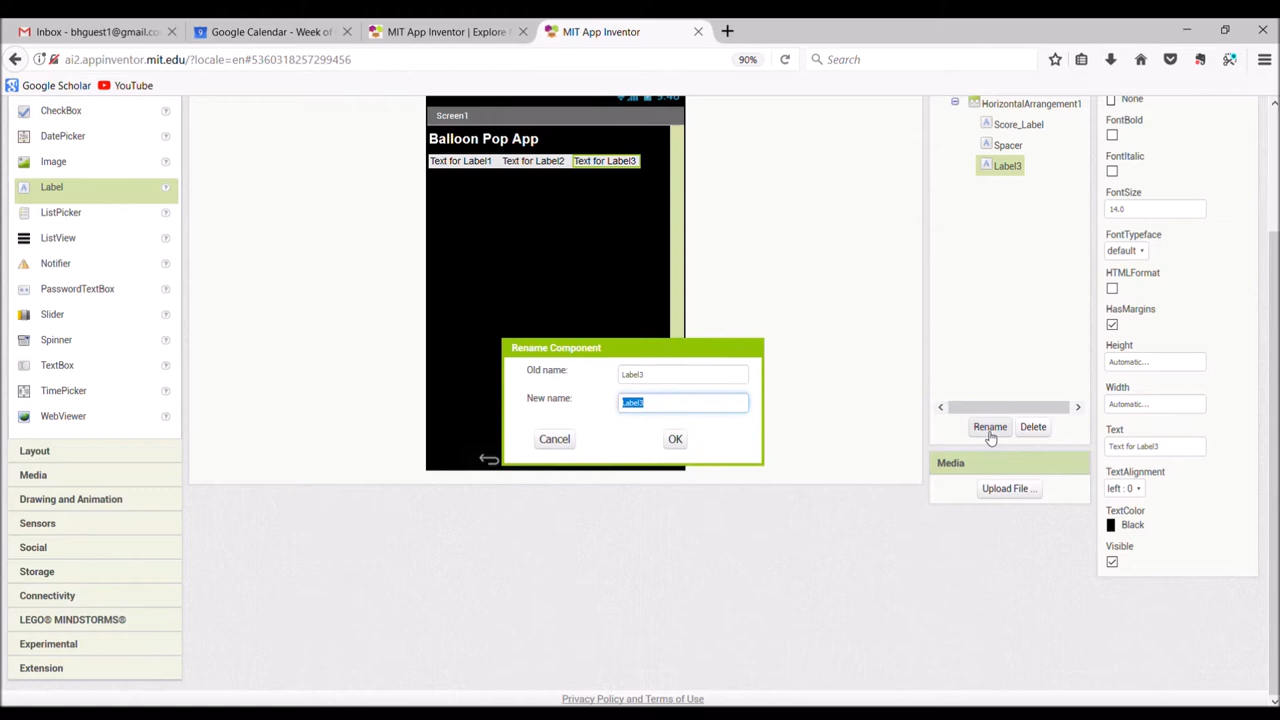 Inbox - bhguest1@gmail.co
Google Calendar - Week of
MIT App Inventor | Explore
MIT App Inventor
ai2.appinventor.mit.edu/?locale=en#5360318257299456
90%
Search
Google Scholar
YouTube
CheckBox
DatePicker
Image
Label
ListPicker
ListView
Notifier
PasswordTextBox
Slider
Spinner
TextBox
TimePicker
WebViewer
Layout
Media
Drawing and Animation
Sensors
Social
Storage
Connectivity
LEGO® MINDSTORMS®
Experimental
Extension
9:48
Screen1
Balloon Pop App
Text for Label1 Text for Label2 Text for Label3
Rename Component
Old name: Label3
New name: Label3
Cancel OK
HorizontalArrangement1
Score_Label
Spacer
Label3
Rename Delete
Media
Upload File ...
None
FontBold
FontItalic
FontSize
14.0
FontTypeface
default
HTMLFormat
HasMargins
Height
Automatic...
Width
Automatic...
Text
Text for Label3
TextAlignment
left : 0
TextColor
Black
Visible
Privacy Policy and Terms of Use